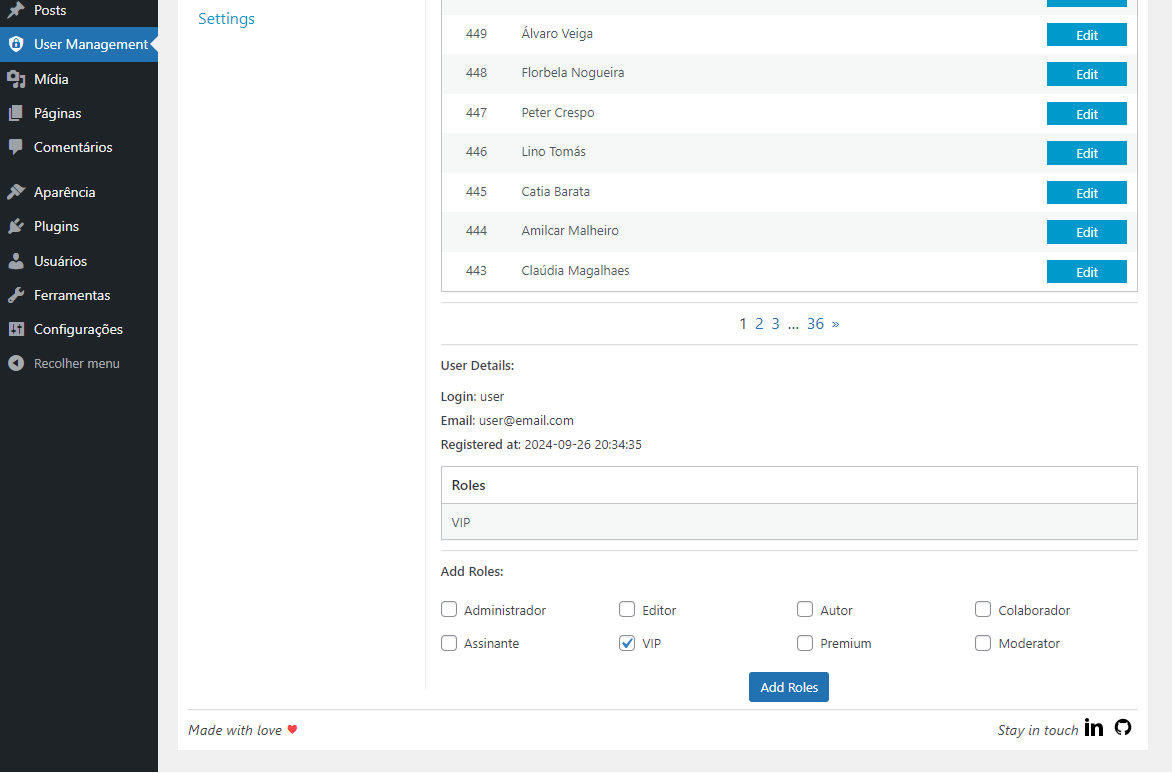 Posts
User Management
Mídia
Páginas
Comentários
Aparência
Plugins
Usuários
Ferramentas
Configurações
Recolher menu
Settings
449 Álvaro Veiga Edit
448 Florbela Nogueira Edit
447 Peter Crespo Edit
446 Lino Tomás Edit
445 Catia Barata Edit
444 Amilcar Malheiro Edit
443 Claúdia Magalhaes Edit
1 2 3 … 36 »
User Details:
Login: user
Email: user@email.com
Registered at: 2024-09-26 20:34:35
Roles
VIP
Add Roles:
Administrador Editor Autor Colaborador
Assinante VIP Premium Moderator
Add Roles
Made with love
Stay in touch in